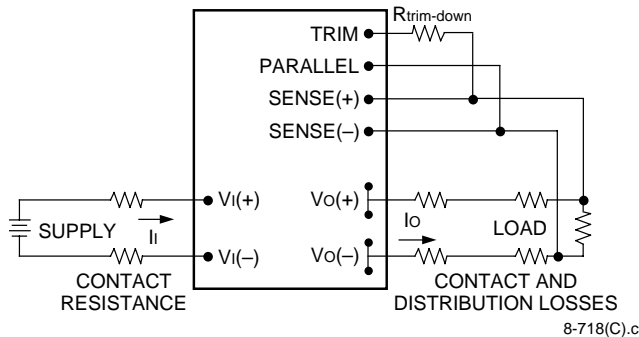 Rtrim-down
TRIM
PARALLEL
SENSE(+)
SENSE(–)
VI(+)
VO(+)
SUPPLY
II
IO
LOAD
VI(–)
VO(–)
CONTACT
RESISTANCE
CONTACT AND
DISTRIBUTION LOSSES
8-718(C).c